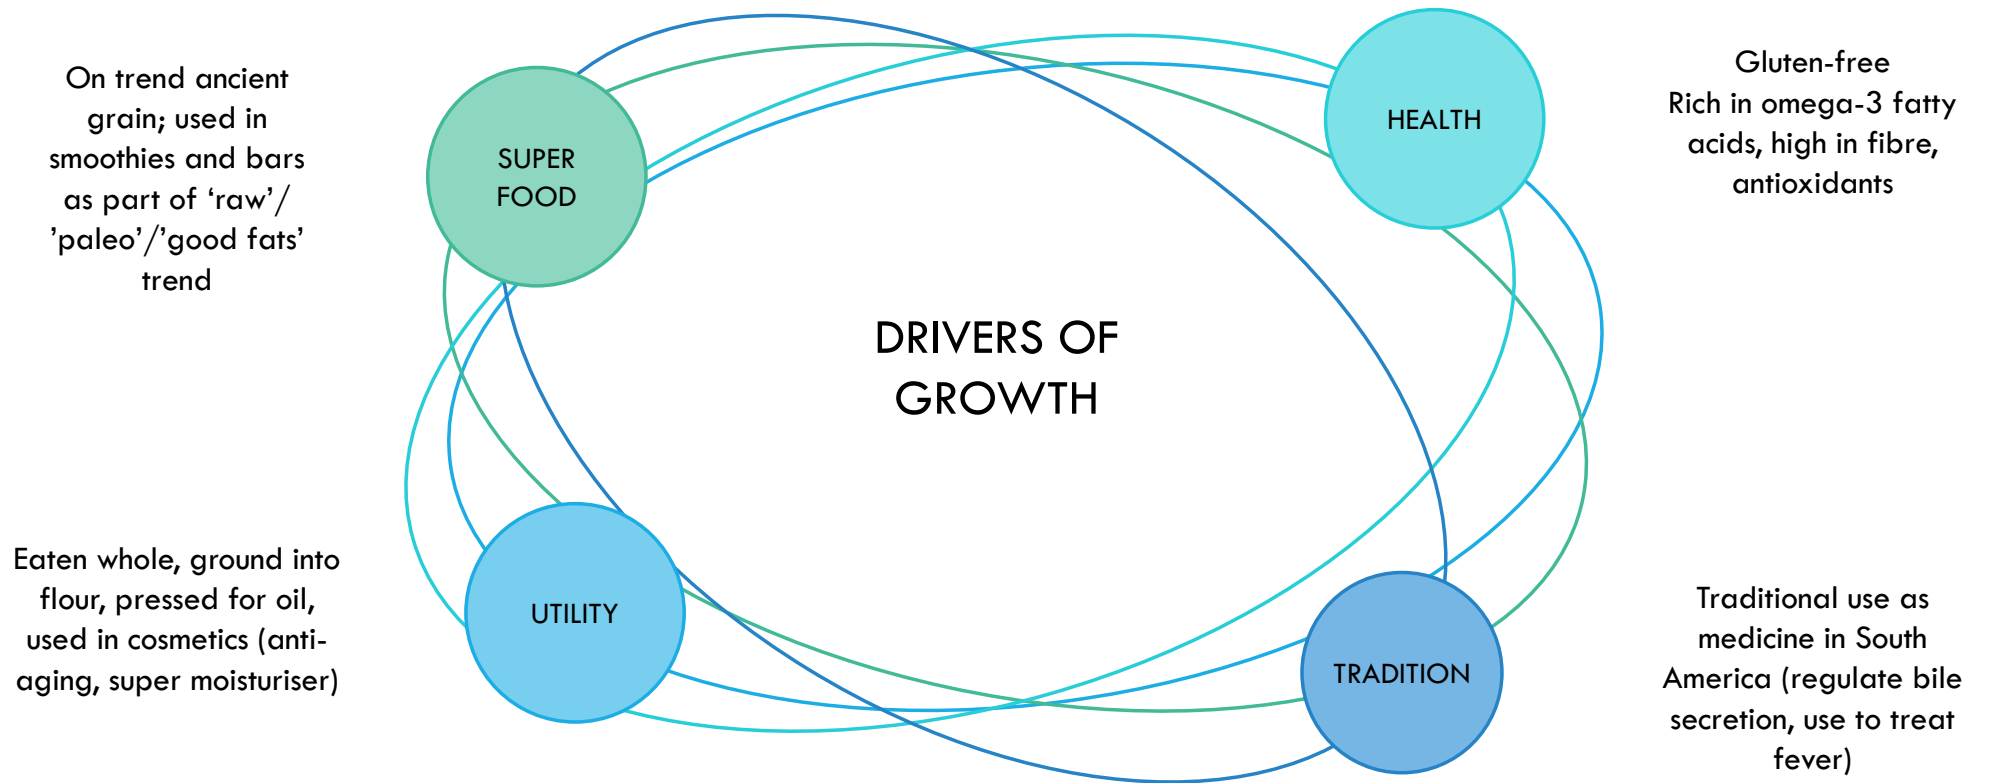 On trend ancient
grain; used in
smoothies and bars
as part of ‘raw’/
’paleo’/’good fats’
trend
SUPER
FOOD
HEALTH
Gluten-free
Rich in omega-3 fatty
acids, high in fibre,
antioxidants
DRIVERS OF
GROWTH
Eaten whole, ground into
flour, pressed for oil,
used in cosmetics (anti-
aging, super moisturiser)
UTILITY
TRADITION
Traditional use as
medicine in South
America (regulate bile
secretion, use to treat
fever)